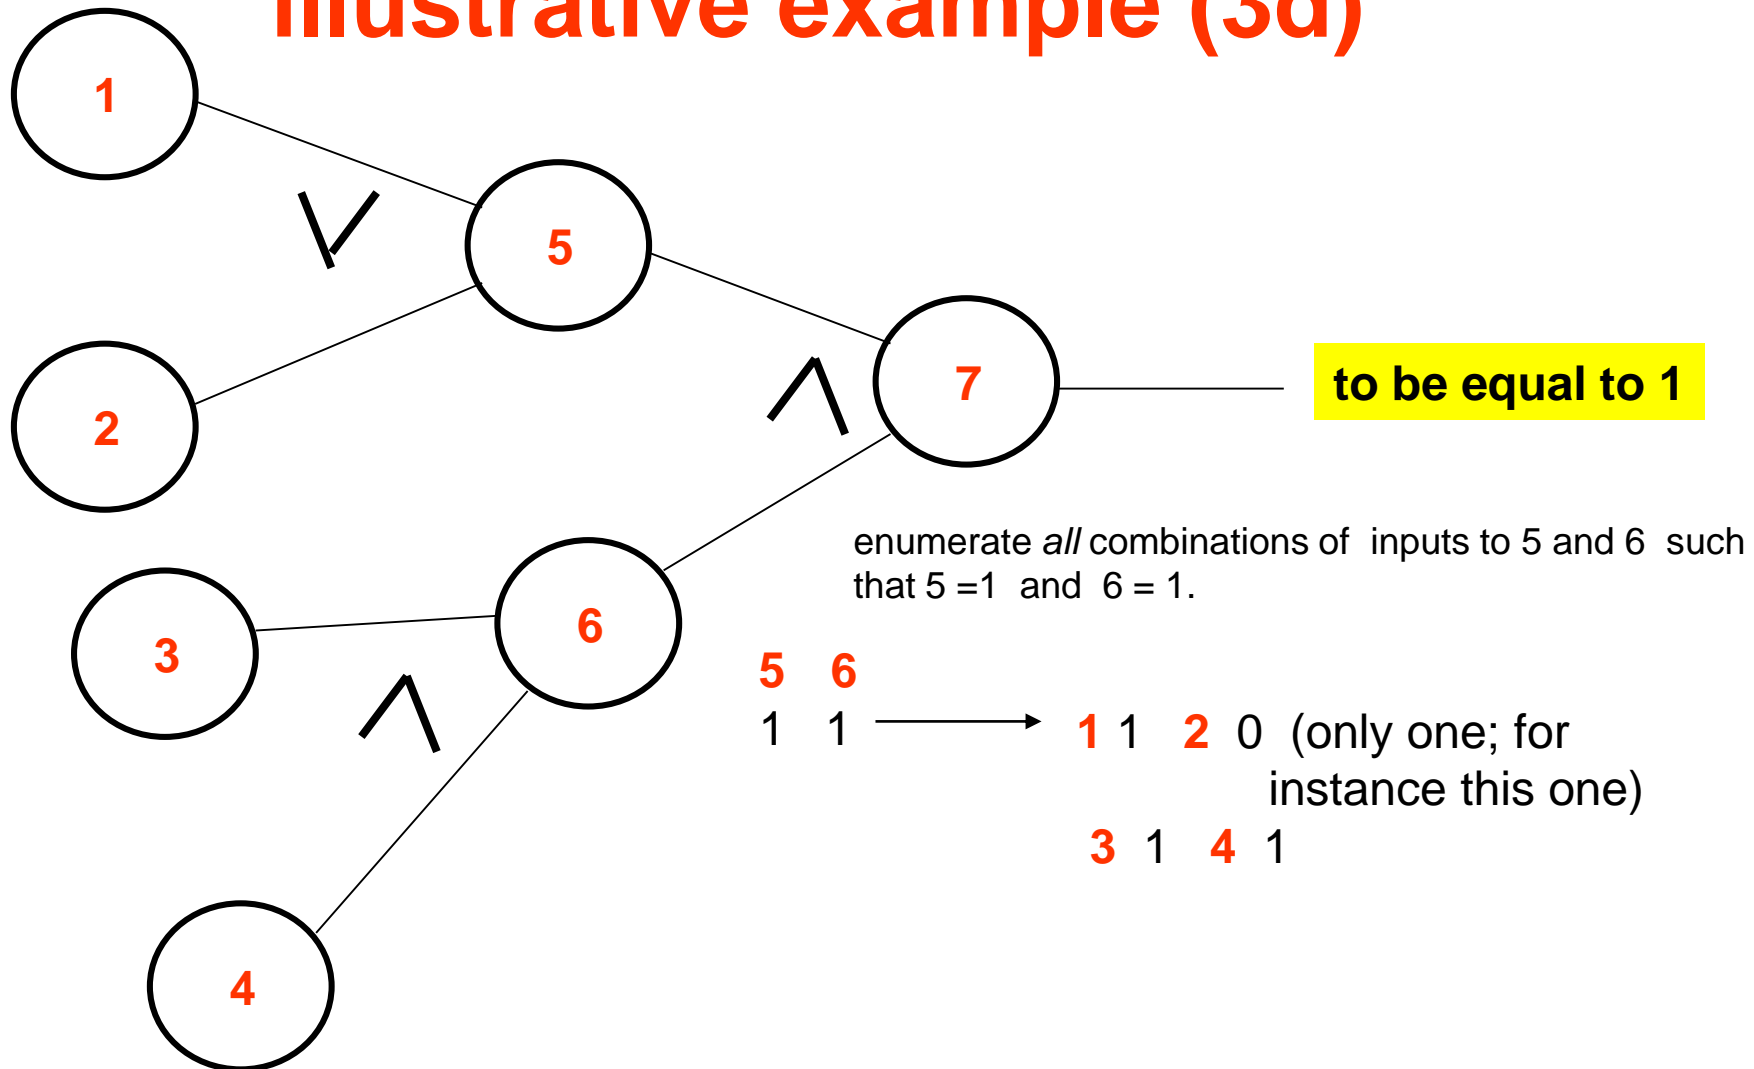 Illustrative example (3d)
1
5
2
7
to be equal to 1
enumerate all combinations of inputs to 5 and 6 such
that 5 =1 and 6 = 1.
3
6
5 6
1 1
1 1 2 0 (only one; for
instance this one)
3 1 4 1
4